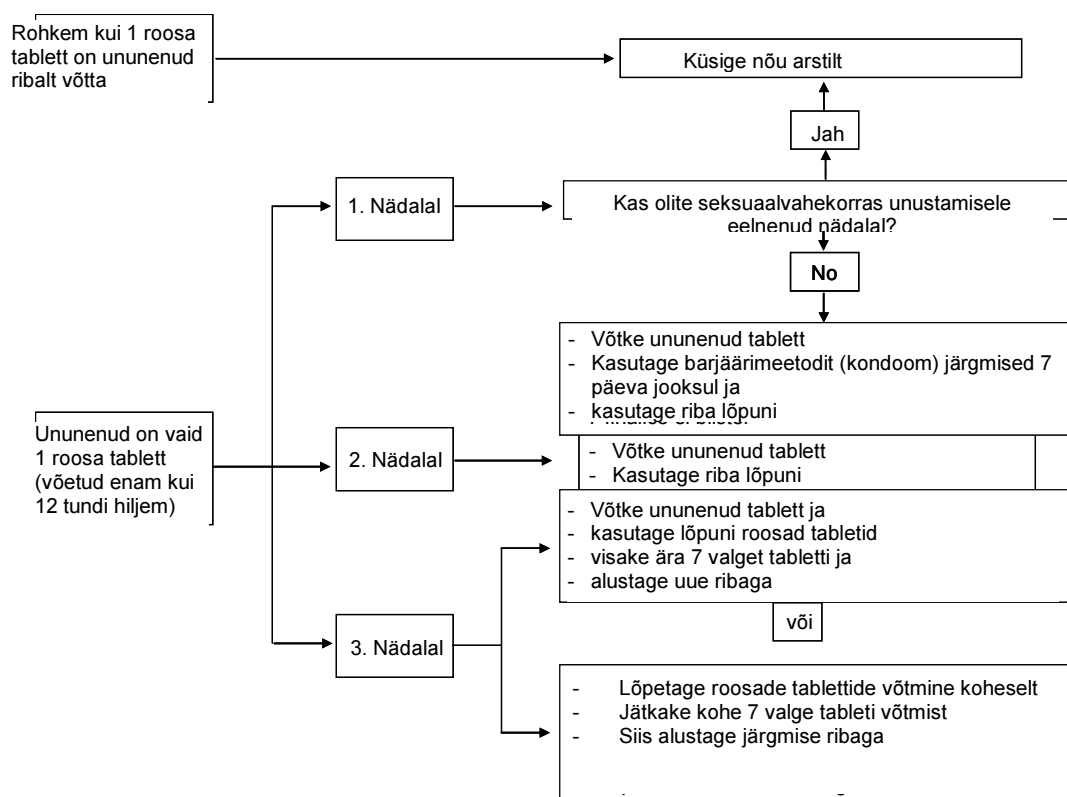 Rohkem kui 1 roosa
tablett on ununenud
ribalt võtta
Küsige nõu arstilt
Jah
1. Nädalal
Kas olite seksuaalvahekorras unustamisele
eelnenud nädalal?
No
- Võtke ununenud tablett
- Kasutage barjäärimeetodit (kondoom) järgmised 7
päeva jooksul ja
- kasutage riba lõpuni
Ununenud on vaid
1 roosa tablett
(võetud enam kui
12 tundi hiljem)
2. Nädalal
- Võtke ununenud tablett
- Kasutage riba lõpuni
- Võtke ununenud tablett ja
- kasutage lõpuni roosad tabletid
- visake ära 7 valget tabletti ja
- alustage uue ribaga
või
3. Nädalal
- Lõpetage roosade tablettide võtmine koheselt
- Jätkake kohe 7 valge tableti võtmist
- Siis alustage järgmise ribaga